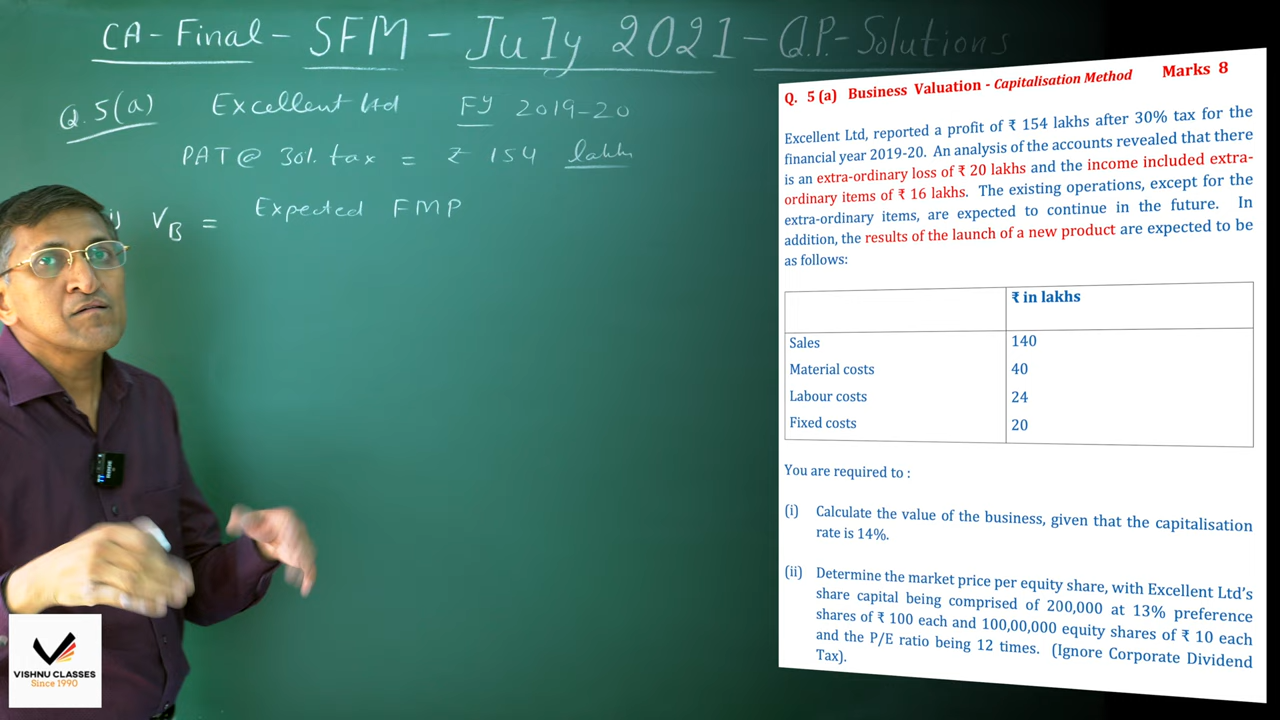 CA-Final - SFM - July 2021 - Q.P.- Solutions
Q.5(a) Excellent Ltd FY 2019-20
PAT @ 30%. tax = ₹ 154 lakhs
i) VB = Expected FMP
VISHNU CLASSES
Since 1990
Q. 5 (a) Business Valuation - Capitalisation Method Marks 8
Excellent Ltd, reported a profit of ₹ 154 lakhs after 30% tax for the
financial year 2019-20. An analysis of the accounts revealed that there
is an extra-ordinary loss of ₹ 20 lakhs and the income included extra-
ordinary items of ₹ 16 lakhs. The existing operations, except for the
extra-ordinary items, are expected to continue in the future. In
addition, the results of the launch of a new product are expected to be
as follows:
₹ in lakhs
Sales 140
Material costs 40
Labour costs 24
Fixed costs 20
You are required to :
(i) Calculate the value of the business, given that the capitalisation
rate is 14%.
(ii) Determine the market price per equity share, with Excellent Ltd's
share capital being comprised of 200,000 at 13% preference
shares of ₹ 100 each and 100,00,000 equity shares of ₹ 10 each
and the P/E ratio being 12 times. (Ignore Corporate Dividend
Tax).